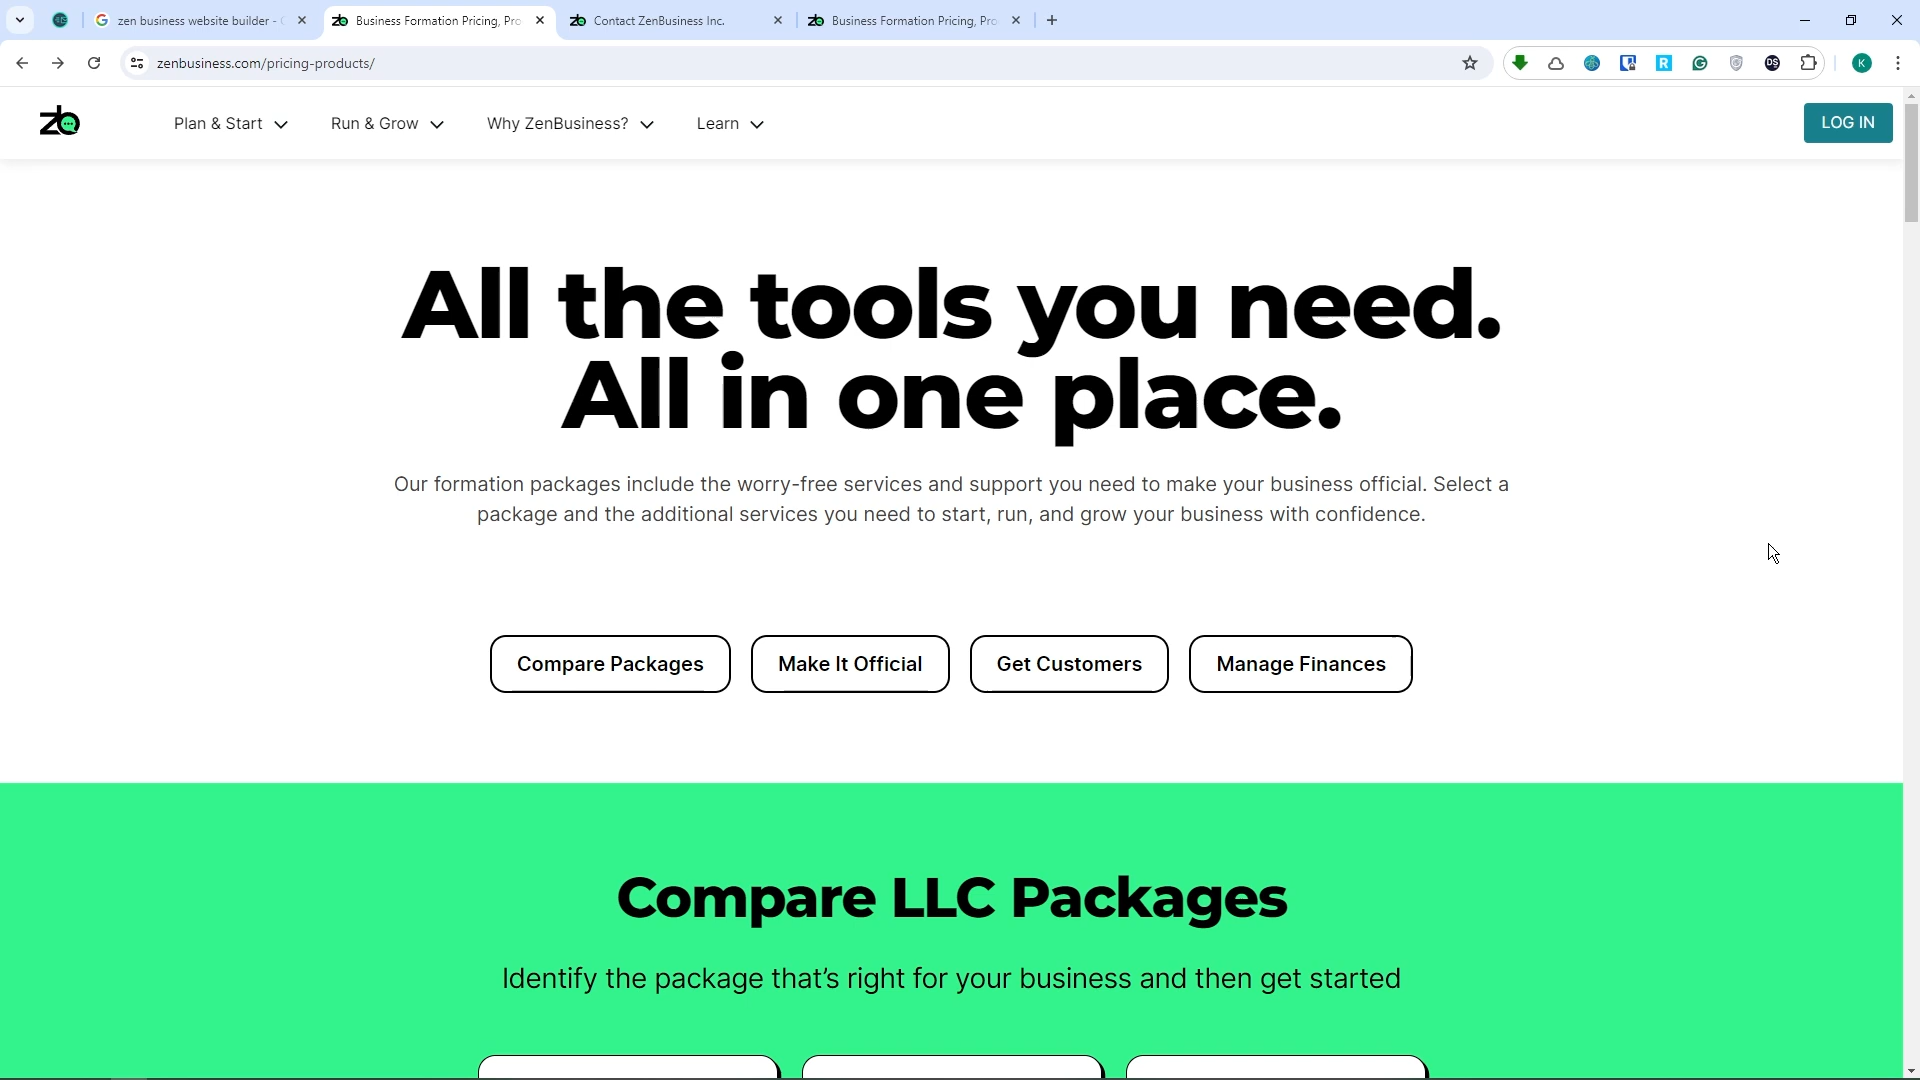 zen business website builder -
Business Formation Pricing, Pro
Contact ZenBusiness Inc.
Business Formation Pricing, Pro
zenbusiness.com/pricing-products/
R
DS
K
zb
Plan & Start
Run & Grow
Why ZenBusiness?
Learn
LOG IN
All the tools you need.
All in one place.
Our formation packages include the worry-free services and support you need to make your business official. Select a
package and the additional services you need to start, run, and grow your business with confidence.
Compare Packages
Make It Official
Get Customers
Manage Finances
Compare LLC Packages
Identify the package that’s right for your business and then get started